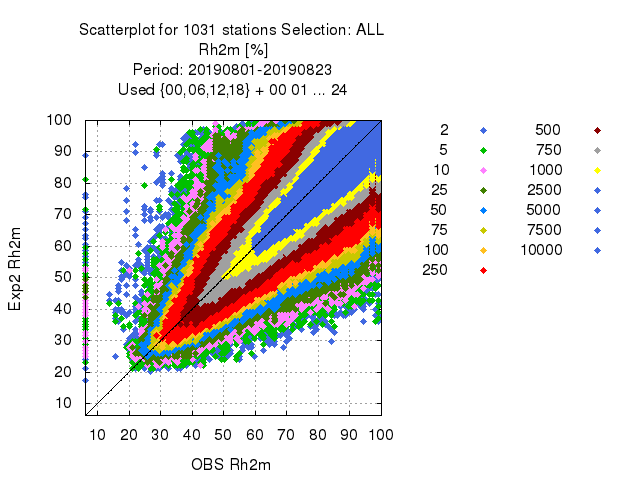 Scatterplot for 1031 stations Selection: ALL
Rh2m [%]
Period: 20190801-20190823
Used {00,06,12,18} + 00 01 ... 24
100
90
80
70
60
50
40
30
20
10
Exp2 Rh2m
10 20 30 40 50 60 70 80 90 100
OBS Rh2m
2 500
5 750
10 1000
25 2500
50 5000
75 7500
100 10000
250